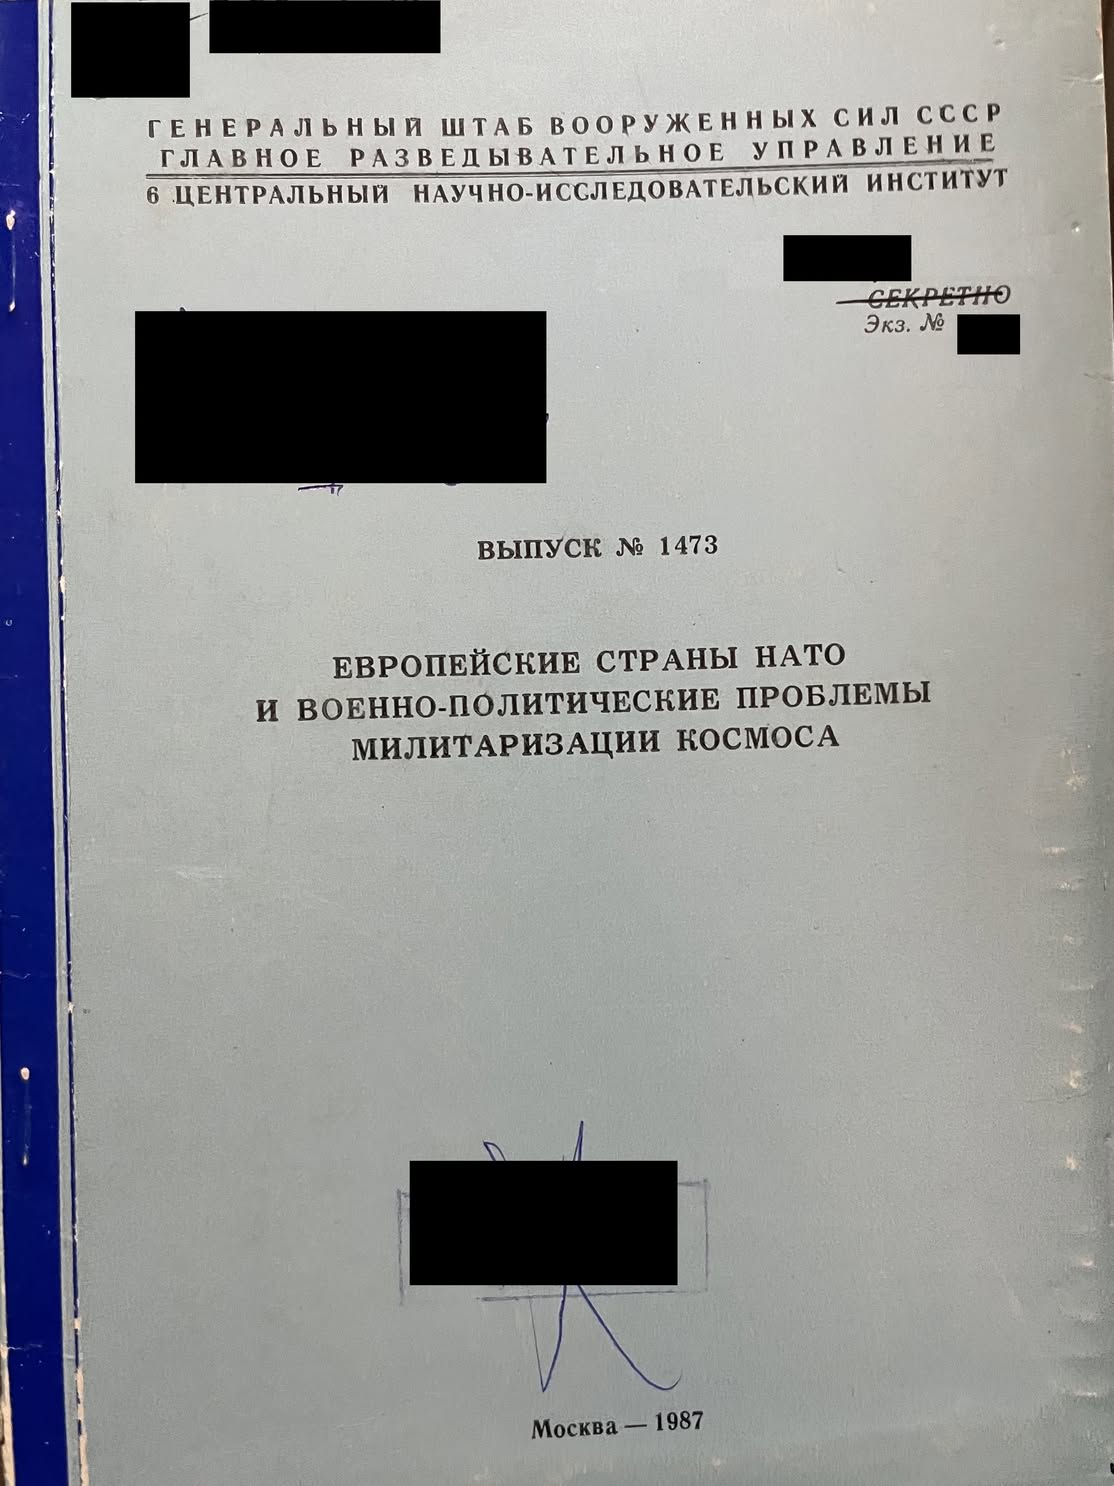 ГЕНЕРАЛЬНЫЙ ШТАБ ВООРУЖЕННЫХ СИЛ СССР
ГЛАВНОЕ РАЗВЕДЫВАТЕЛЬНОЕ УПРАВЛЕНИЕ
6 ЦЕНТРАЛЬНЫЙ НАУЧНО-ИССЛЕДОВАТЕЛЬСКИЙ ИНСТИТУТ
СЕКРЕТНО
Экз. №
ВЫПУСК № 1473
ЕВРОПЕЙСКИЕ СТРАНЫ НАТО
И ВОЕННО-ПОЛИТИЧЕСКИЕ ПРОБЛЕМЫ
МИЛИТАРИЗАЦИИ КОСМОСА
Москва — 1987